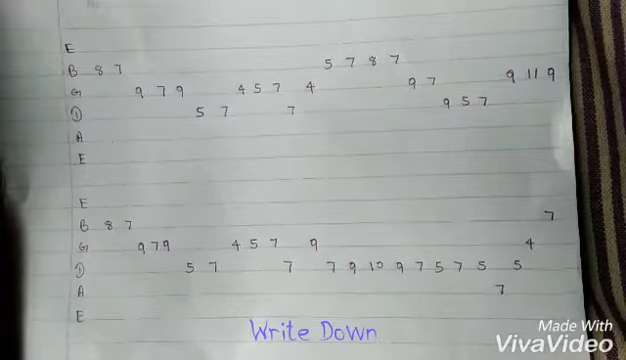 E
B 8 7 5 7 8 7
G 9 7 9 4 5 7 4 9 7 9 11 9
D 5 7 7 9 5 7
A
E
E
B 8 7 7
G 9 7 9 4 5 7 9 4
D 5 7 7 7 9 10 9 7 5 7 5 5
A 7
E
Write Down
Made With
VivaVideo